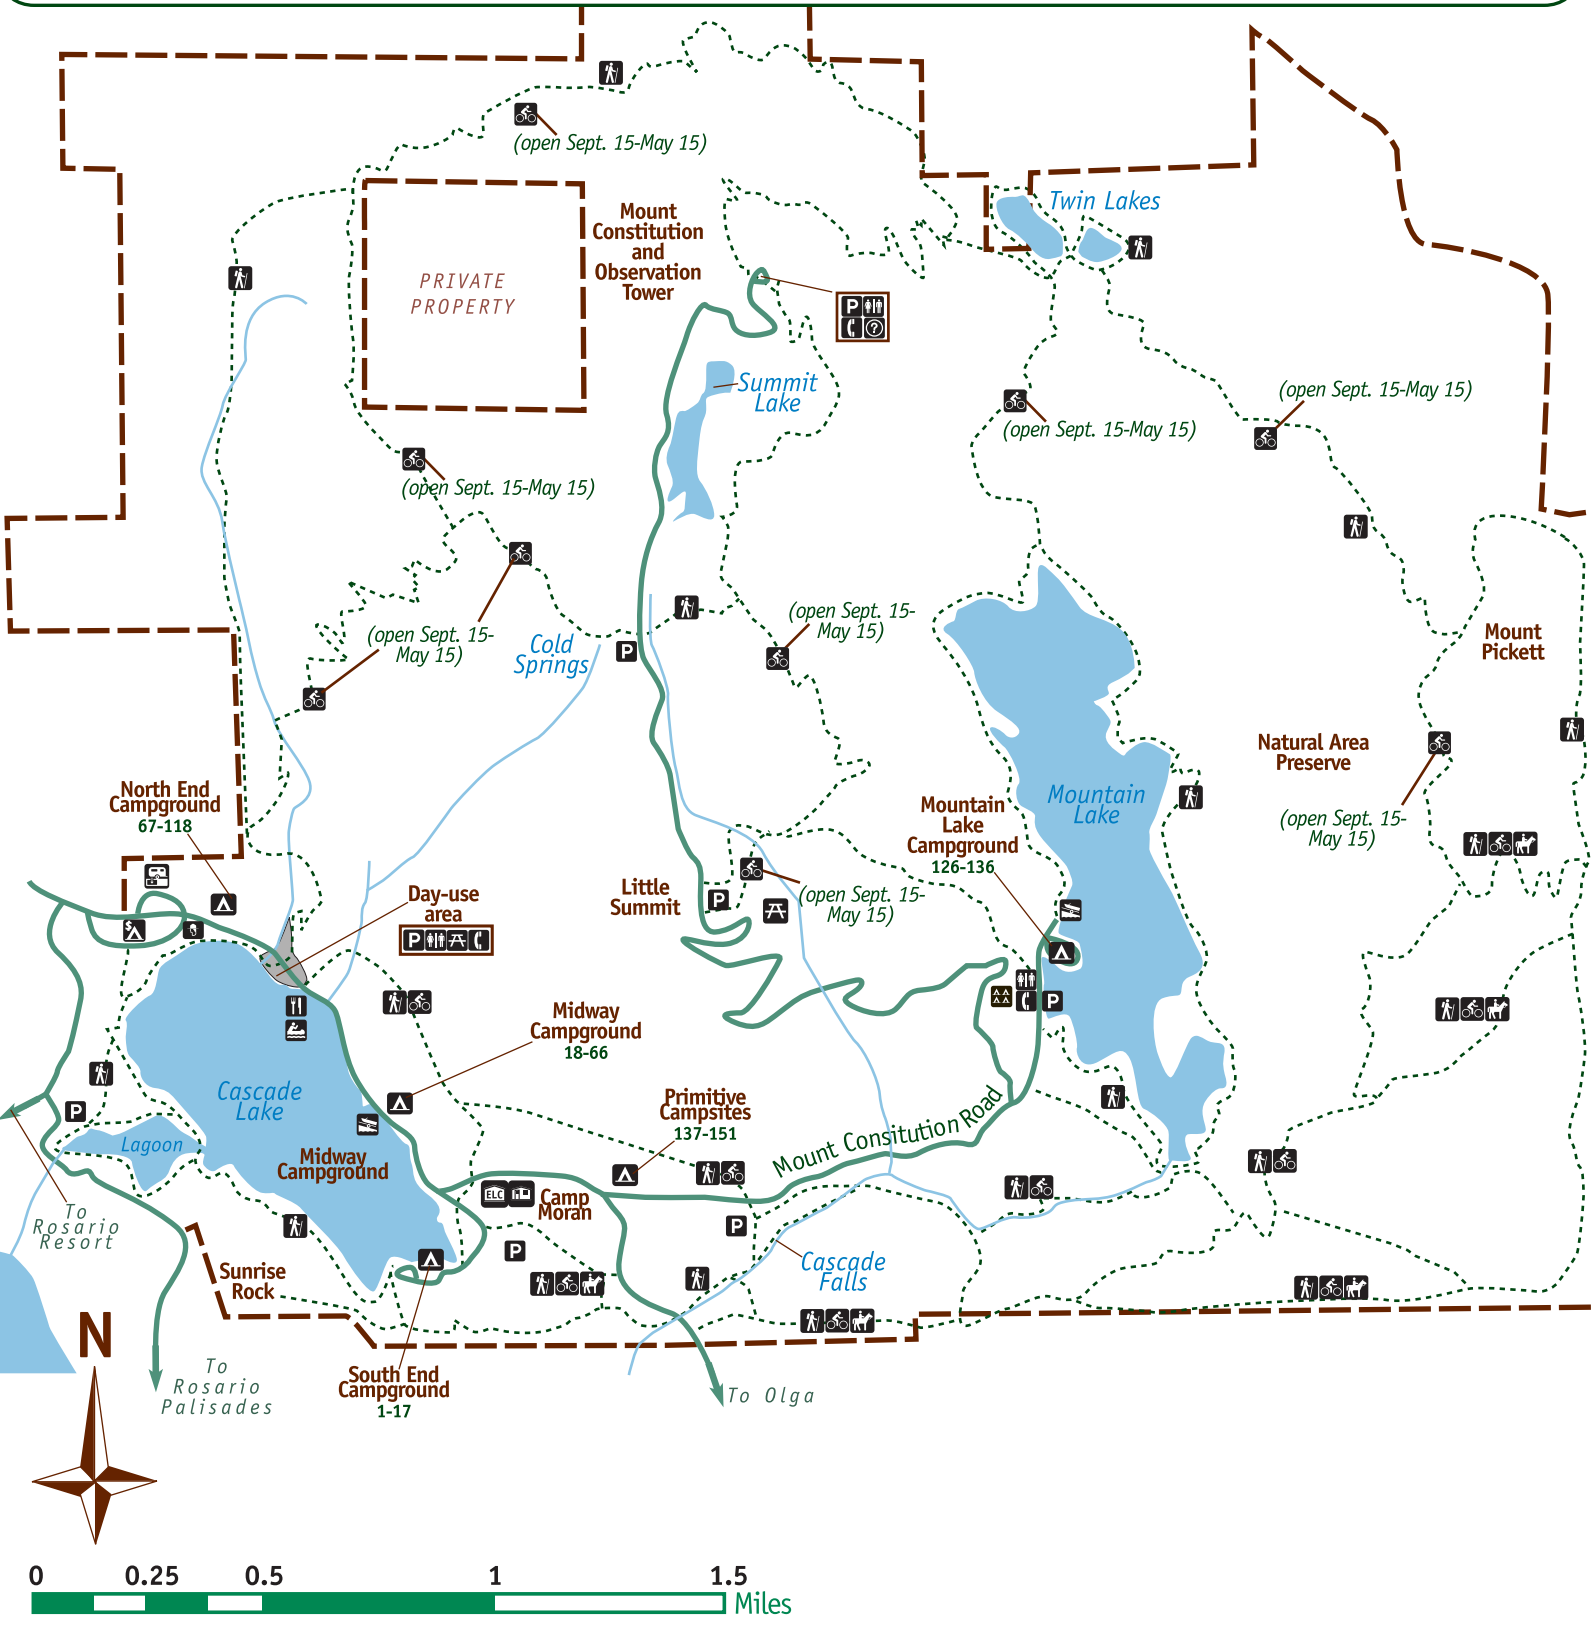 (open Sept. 15-May 15)
Twin Lakes
Mount
Constitution
and
Observation
Tower
PRIVATE
PROPERTY
P
?
Summit
Lake
(open Sept. 15-May 15)
(open Sept. 15-May 15)
(open Sept. 15-May 15)
(open Sept. 15-
May 15)
(open Sept. 15-
May 15)
Cold
Springs
P
Mount
Pickett
Natural Area
Preserve
(open Sept. 15-
May 15)
North End
Campground
67-118
Mountain
Lake
Campground
126-136
Mountain
Lake
Day-use
area
P
Little
Summit
P
(open Sept. 15-
May 15)
$
P
Midway
Campground
18-66
Cascade
Lake
P
Lagoon
Primitive
Campsites
137-151
Mount Consitution Road
Midway
Campground
ELC
Camp
Moran
P
P
To
Rosario
Resort
Sunrise
Rock
Cascade
Falls
N
To
Rosario
Palisades
South End
Campground
1-17
To Olga
0 0.25 0.5 1 1.5
Miles